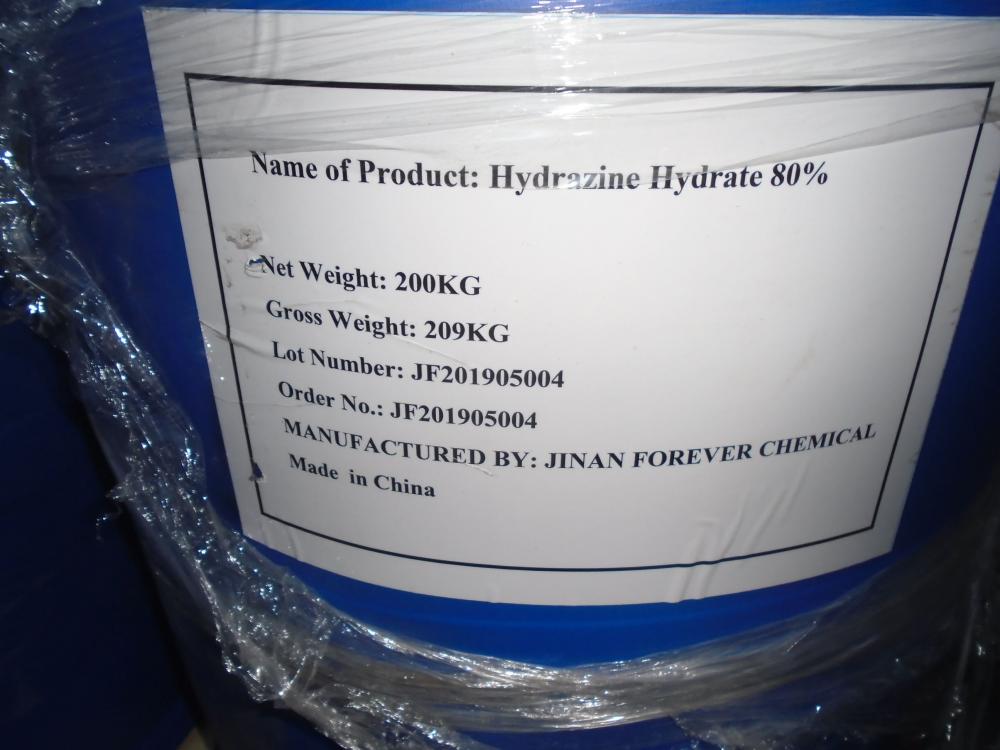 Name of Product: Hydrazine Hydrate 80%
Net Weight: 200KG
Gross Weight: 209KG
Lot Number: JF201905004
Order No.: JF201905004
MANUFACTURED BY: JINAN FOREVER CHEMICAL
Made in China